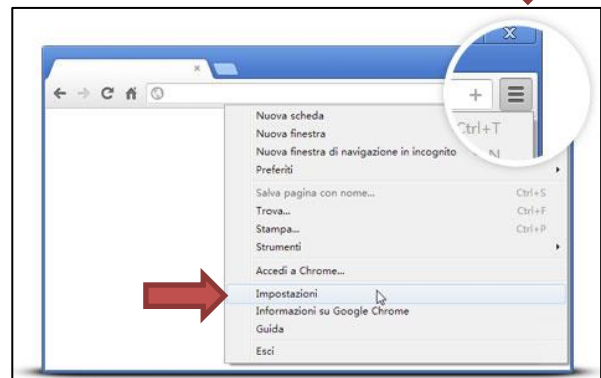 Nuova scheda Ctrl+T
Nuova finestra N
Nuova finestra di navigazione in incognito
Preferiti
Salva pagina con nome... Ctrl+S
Trova... Ctrl+F
Stampa... Ctrl+P
Strumenti
Accedi a Chrome...
Impostazioni
Informazioni su Google Chrome
Guida
Esci